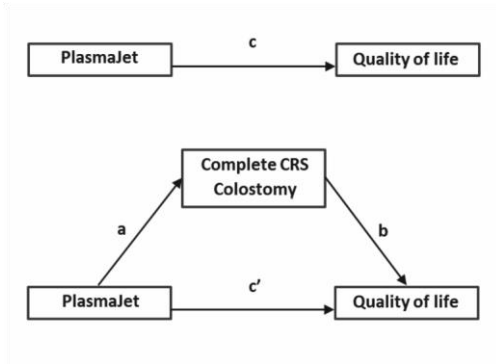 c
PlasmaJet
Quality of life
Complete CRS
Colostomy
a
b
c'
PlasmaJet
Quality of life